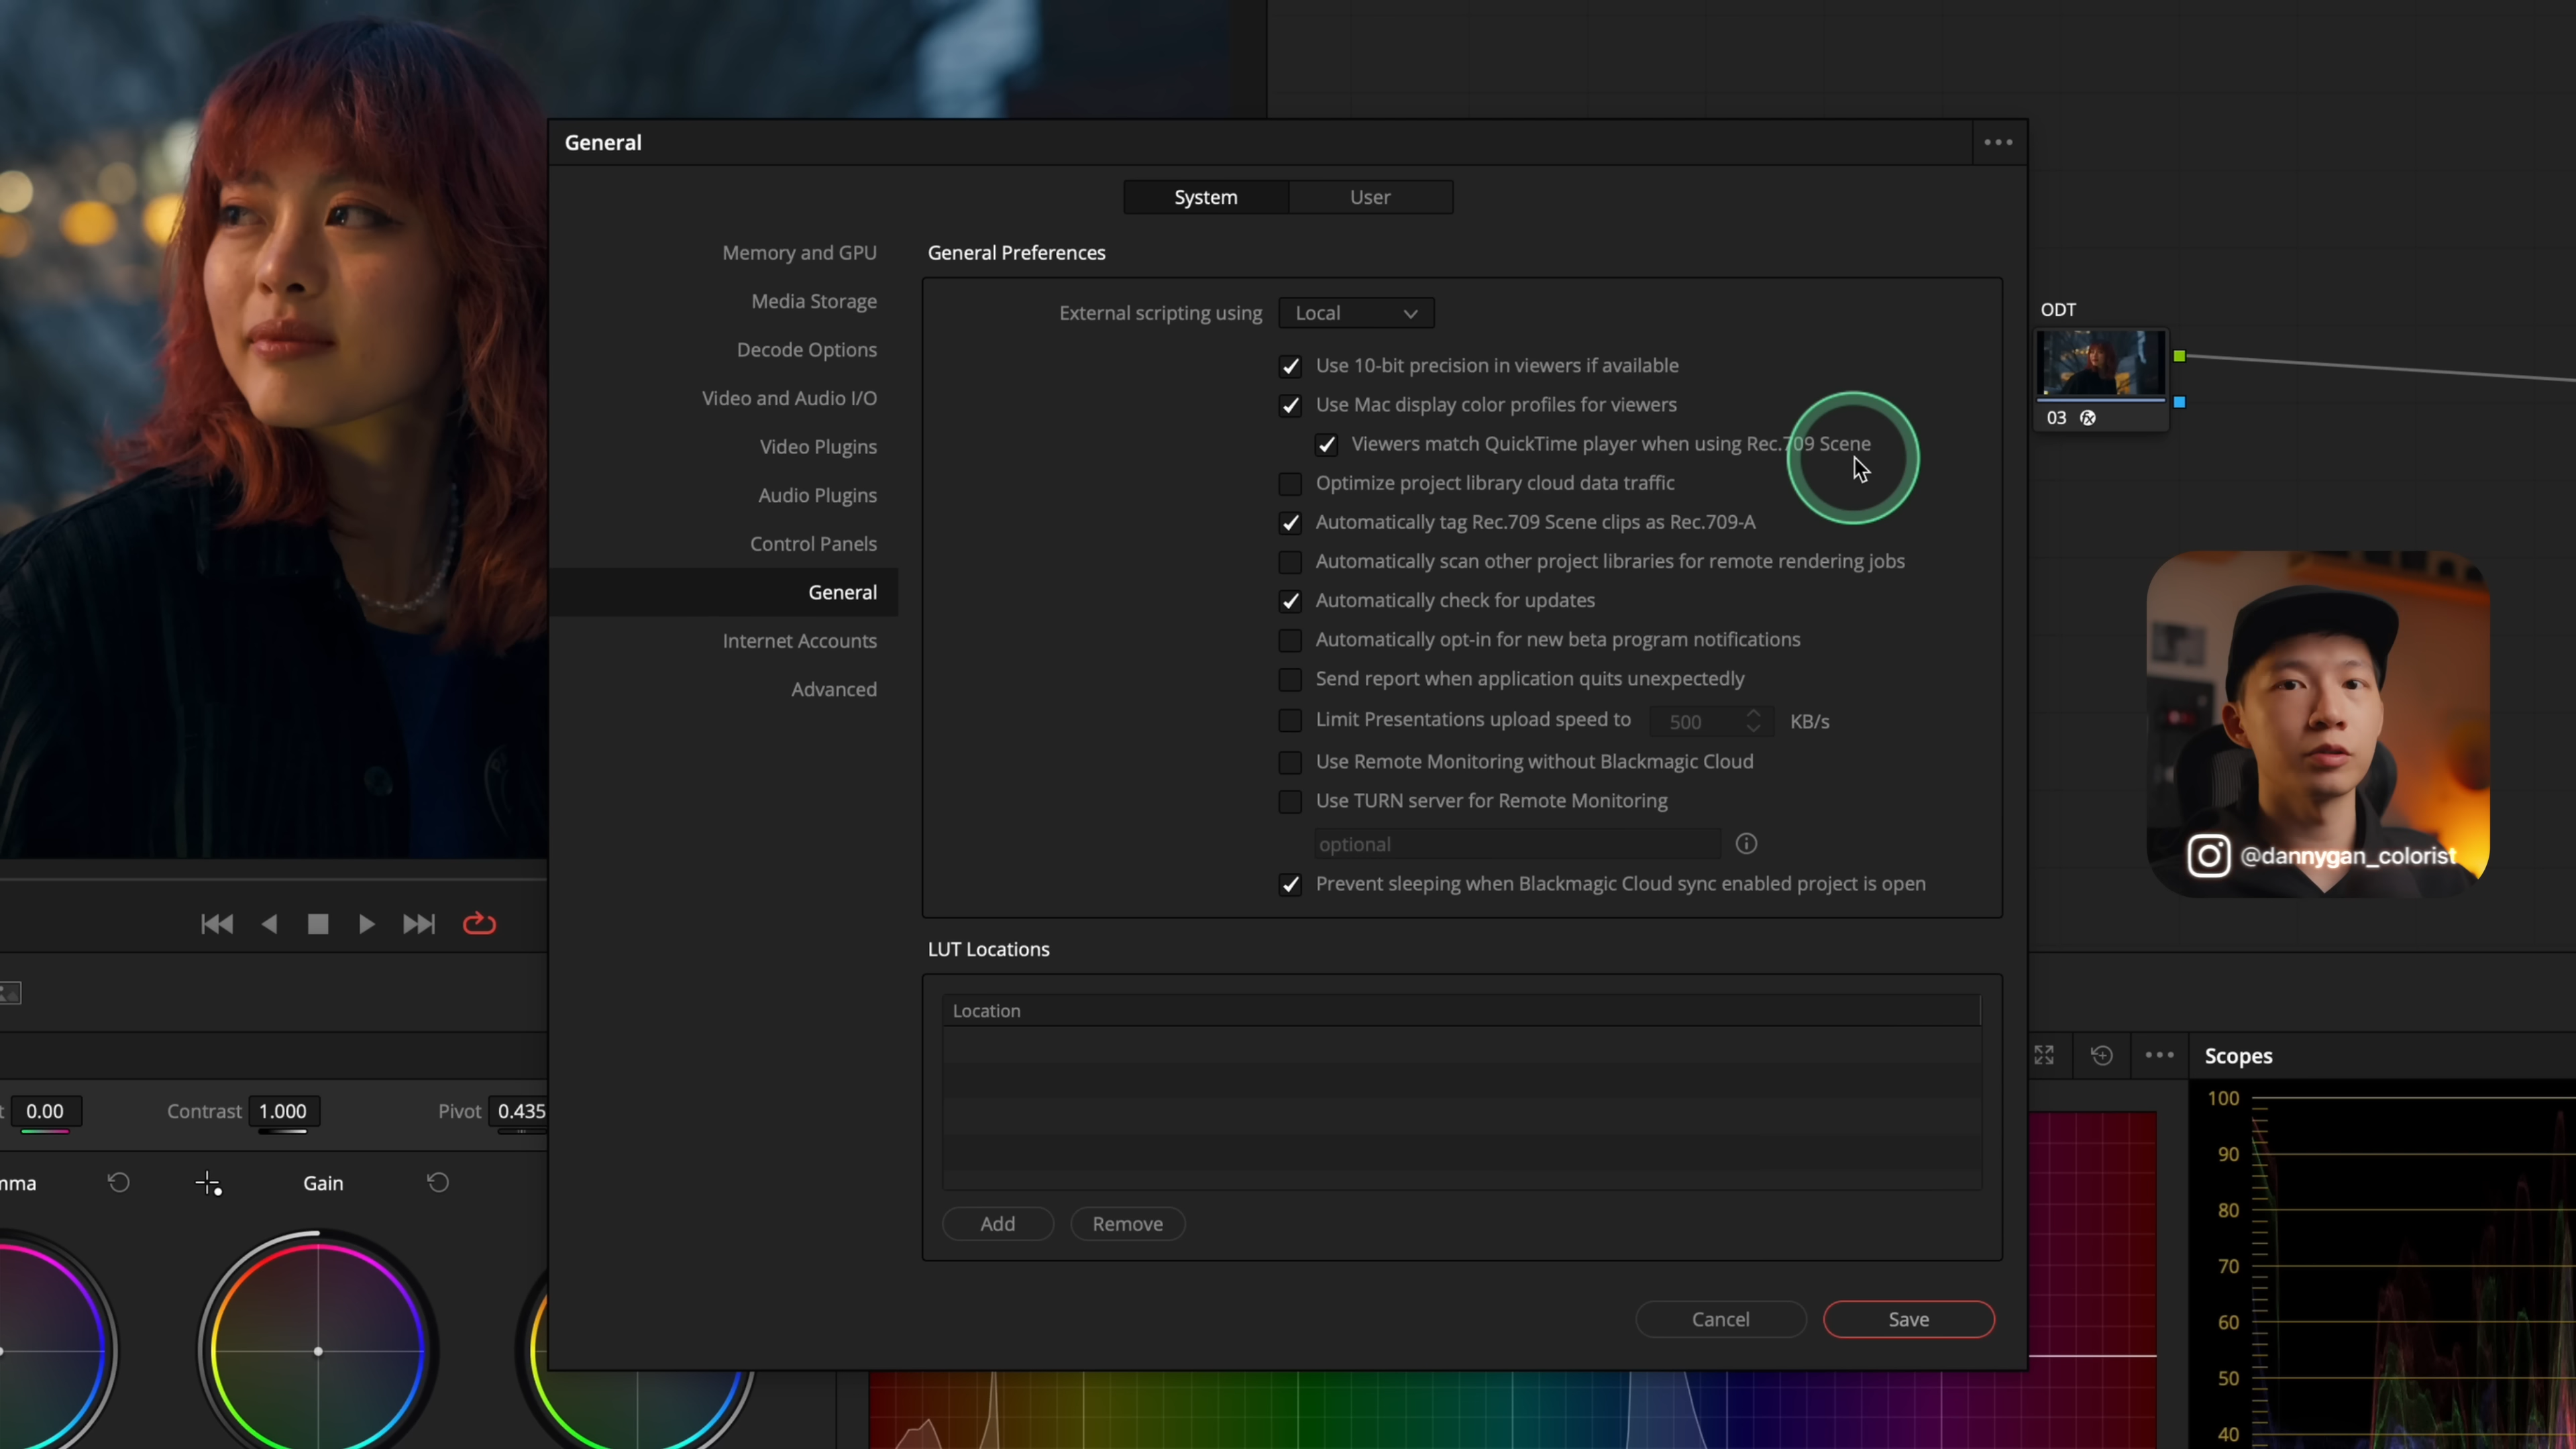 General
System
User
Memory and GPU
Media Storage
Decode Options
Video and Audio I/O
Video Plugins
Audio Plugins
Control Panels
General
Internet Accounts
Advanced
General Preferences
External scripting using
Local
Use 10-bit precision in viewers if available
Use Mac display color profiles for viewers
Viewers match QuickTime player when using Rec.709 Scene
Optimize project library cloud data traffic
Automatically tag Rec.709 Scene clips as Rec.709-A
Automatically scan other project libraries for remote rendering jobs
Automatically check for updates
Automatically opt-in for new beta program notifications
Send report when application quits unexpectedly
Limit Presentations upload speed to 500 KB/s
Use Remote Monitoring without Blackmagic Cloud
Use TURN server for Remote Monitoring
optional
Prevent sleeping when Blackmagic Cloud sync enabled project is open
LUT Locations
Location
Add
Remove
Cancel
Save
ODT
03
@dannygan_colorist
t 0.00
Contrast 1.000
Pivot 0.435
mma
Gain
Scopes
100
90
80
70
60
50
40